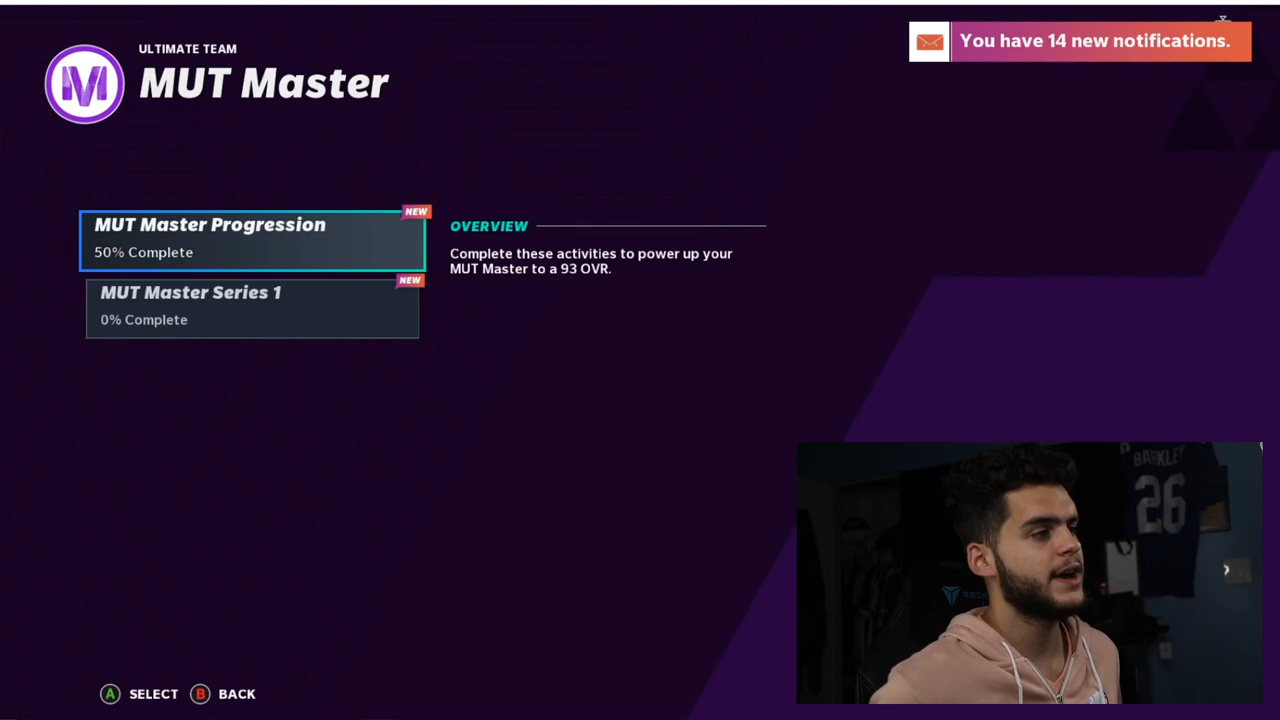 ULTIMATE TEAM
MUT Master
You have 14 new notifications.
NEW
MUT Master Progression
50% Complete
NEW
MUT Master Series 1
0% Complete
OVERVIEW
Complete these activities to power up your
MUT Master to a 93 OVR.
BARKLEY
26
A SELECT B BACK